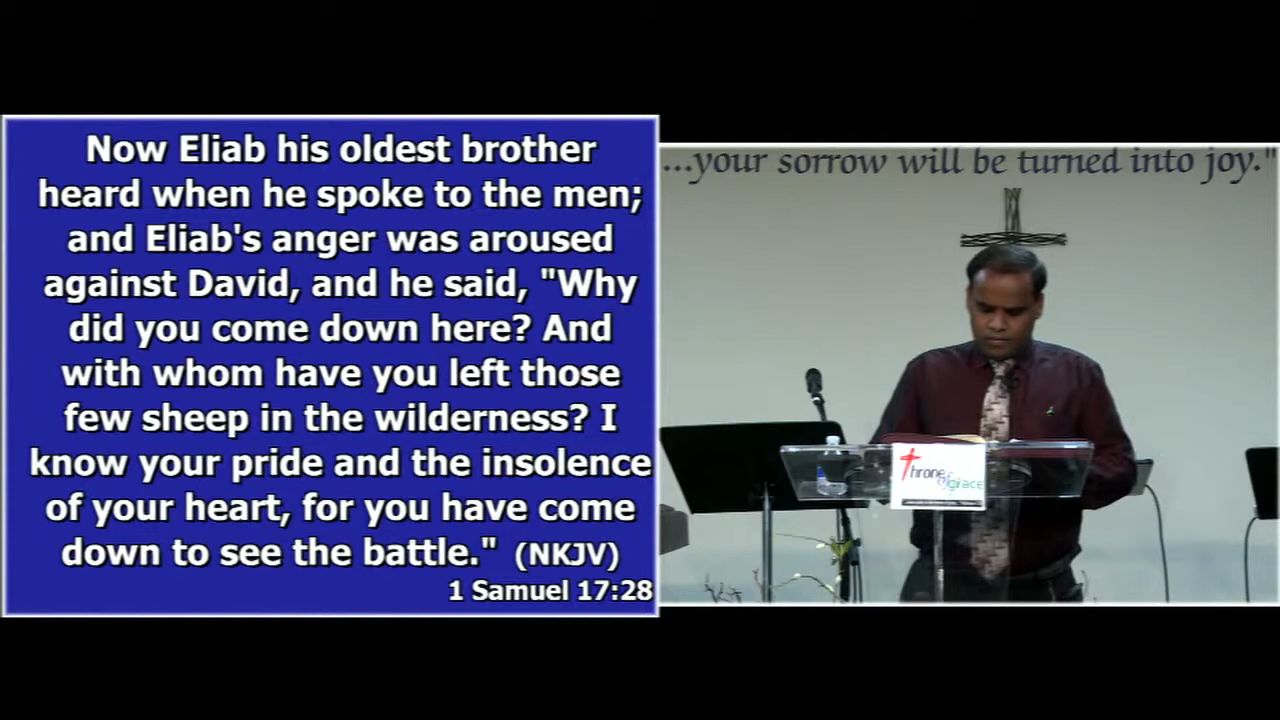 Now Eliab his oldest brother
heard when he spoke to the men;
and Eliab's anger was aroused
against David, and he said, "Why
did you come down here? And
with whom have you left those
few sheep in the wilderness? I
know your pride and the insolence
of your heart, for you have come
down to see the battle." (NKJV)
1 Samuel 17:28
...your sorrow will be turned into joy."
Throne
of grace